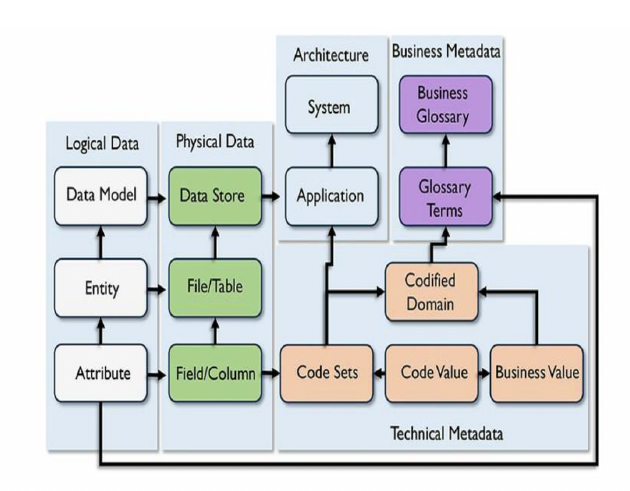 Architecture
Business Metadata
System
Business
Glossary
Logical Data
Physical Data
Data Model
Data Store
Application
Glossary
Terms
Entity
File/Table
Codified
Domain
Attribute
Field/Column
Code Sets
Code Value
Business Value
Technical Metadata